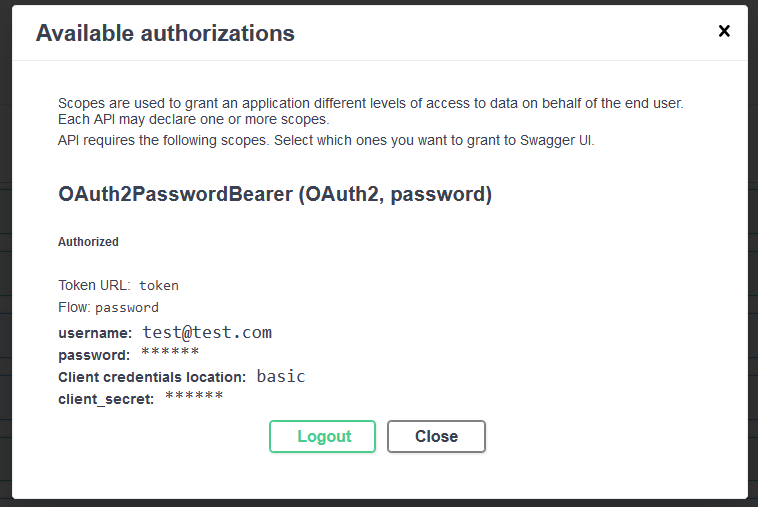 Available authorizations
Scopes are used to grant an application different levels of access to data on behalf of the end user.
Each API may declare one or more scopes.
API requires the following scopes. Select which ones you want to grant to Swagger UI.
OAuth2PasswordBearer (OAuth2, password)
Authorized
Token URL: token
Flow: password
username: test@test.com
password: ******
Client credentials location: basic
client_secret: ******
Logout Close